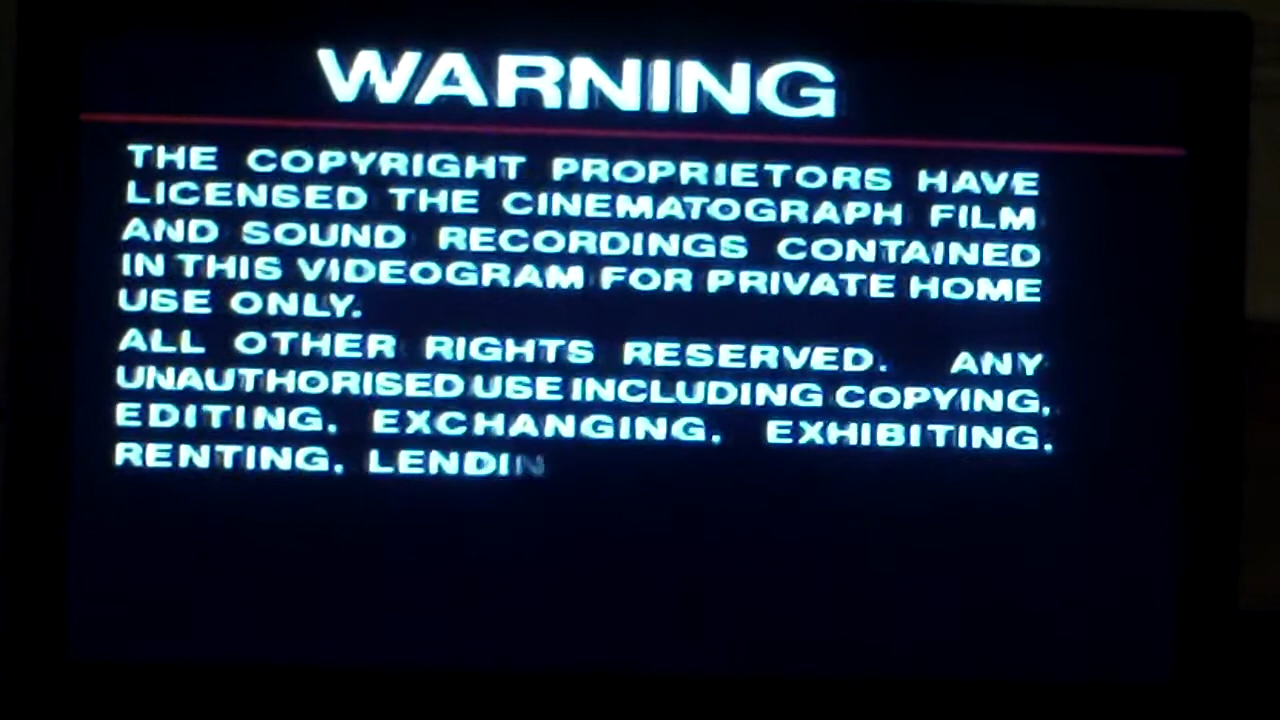 WARNING
THE COPYRIGHT PROPRIETORS HAVE
LICENSED THE CINEMATOGRAPH FILM
AND SOUND RECORDINGS CONTAINED
IN THIS VIDEOGRAM FOR PRIVATE HOME
USE ONLY.
ALL OTHER RIGHTS RESERVED. ANY
UNAUTHORISED USE INCLUDING COPYING,
EDITING, EXCHANGING, EXHIBITING,
RENTING, LENDIN